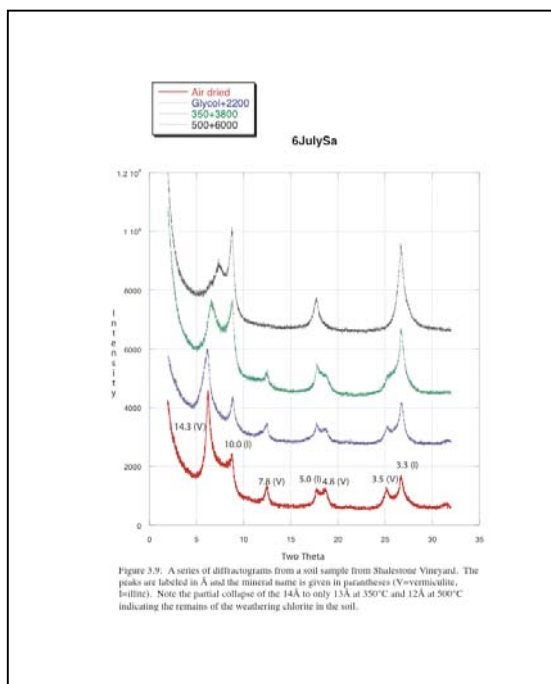 Air dried
Glycol+2200
350+3800
500+6000
6JulySa
1.2 10⁴
1 10⁴
8000
6000
4000
2000
0
Intensity
14.3 (V)
10.0 (I)
7.8 (V)
5.0 (I)
4.8 (V)
3.5 (V)
3.3 (I)
0 5 10 15 20 25 30 35
Two Theta
Figure 3.9: A series of diffractograms from a soil sample from Shalestone Vineyard. The
peaks are labeled in Å and the mineral name is given in parantheses (V=vermiculite,
I=illite). Note the partial collapse of the 14Å to only 13Å at 350°C and 12Å at 500°C
indicating the remains of the weathering chlorite in the soil.